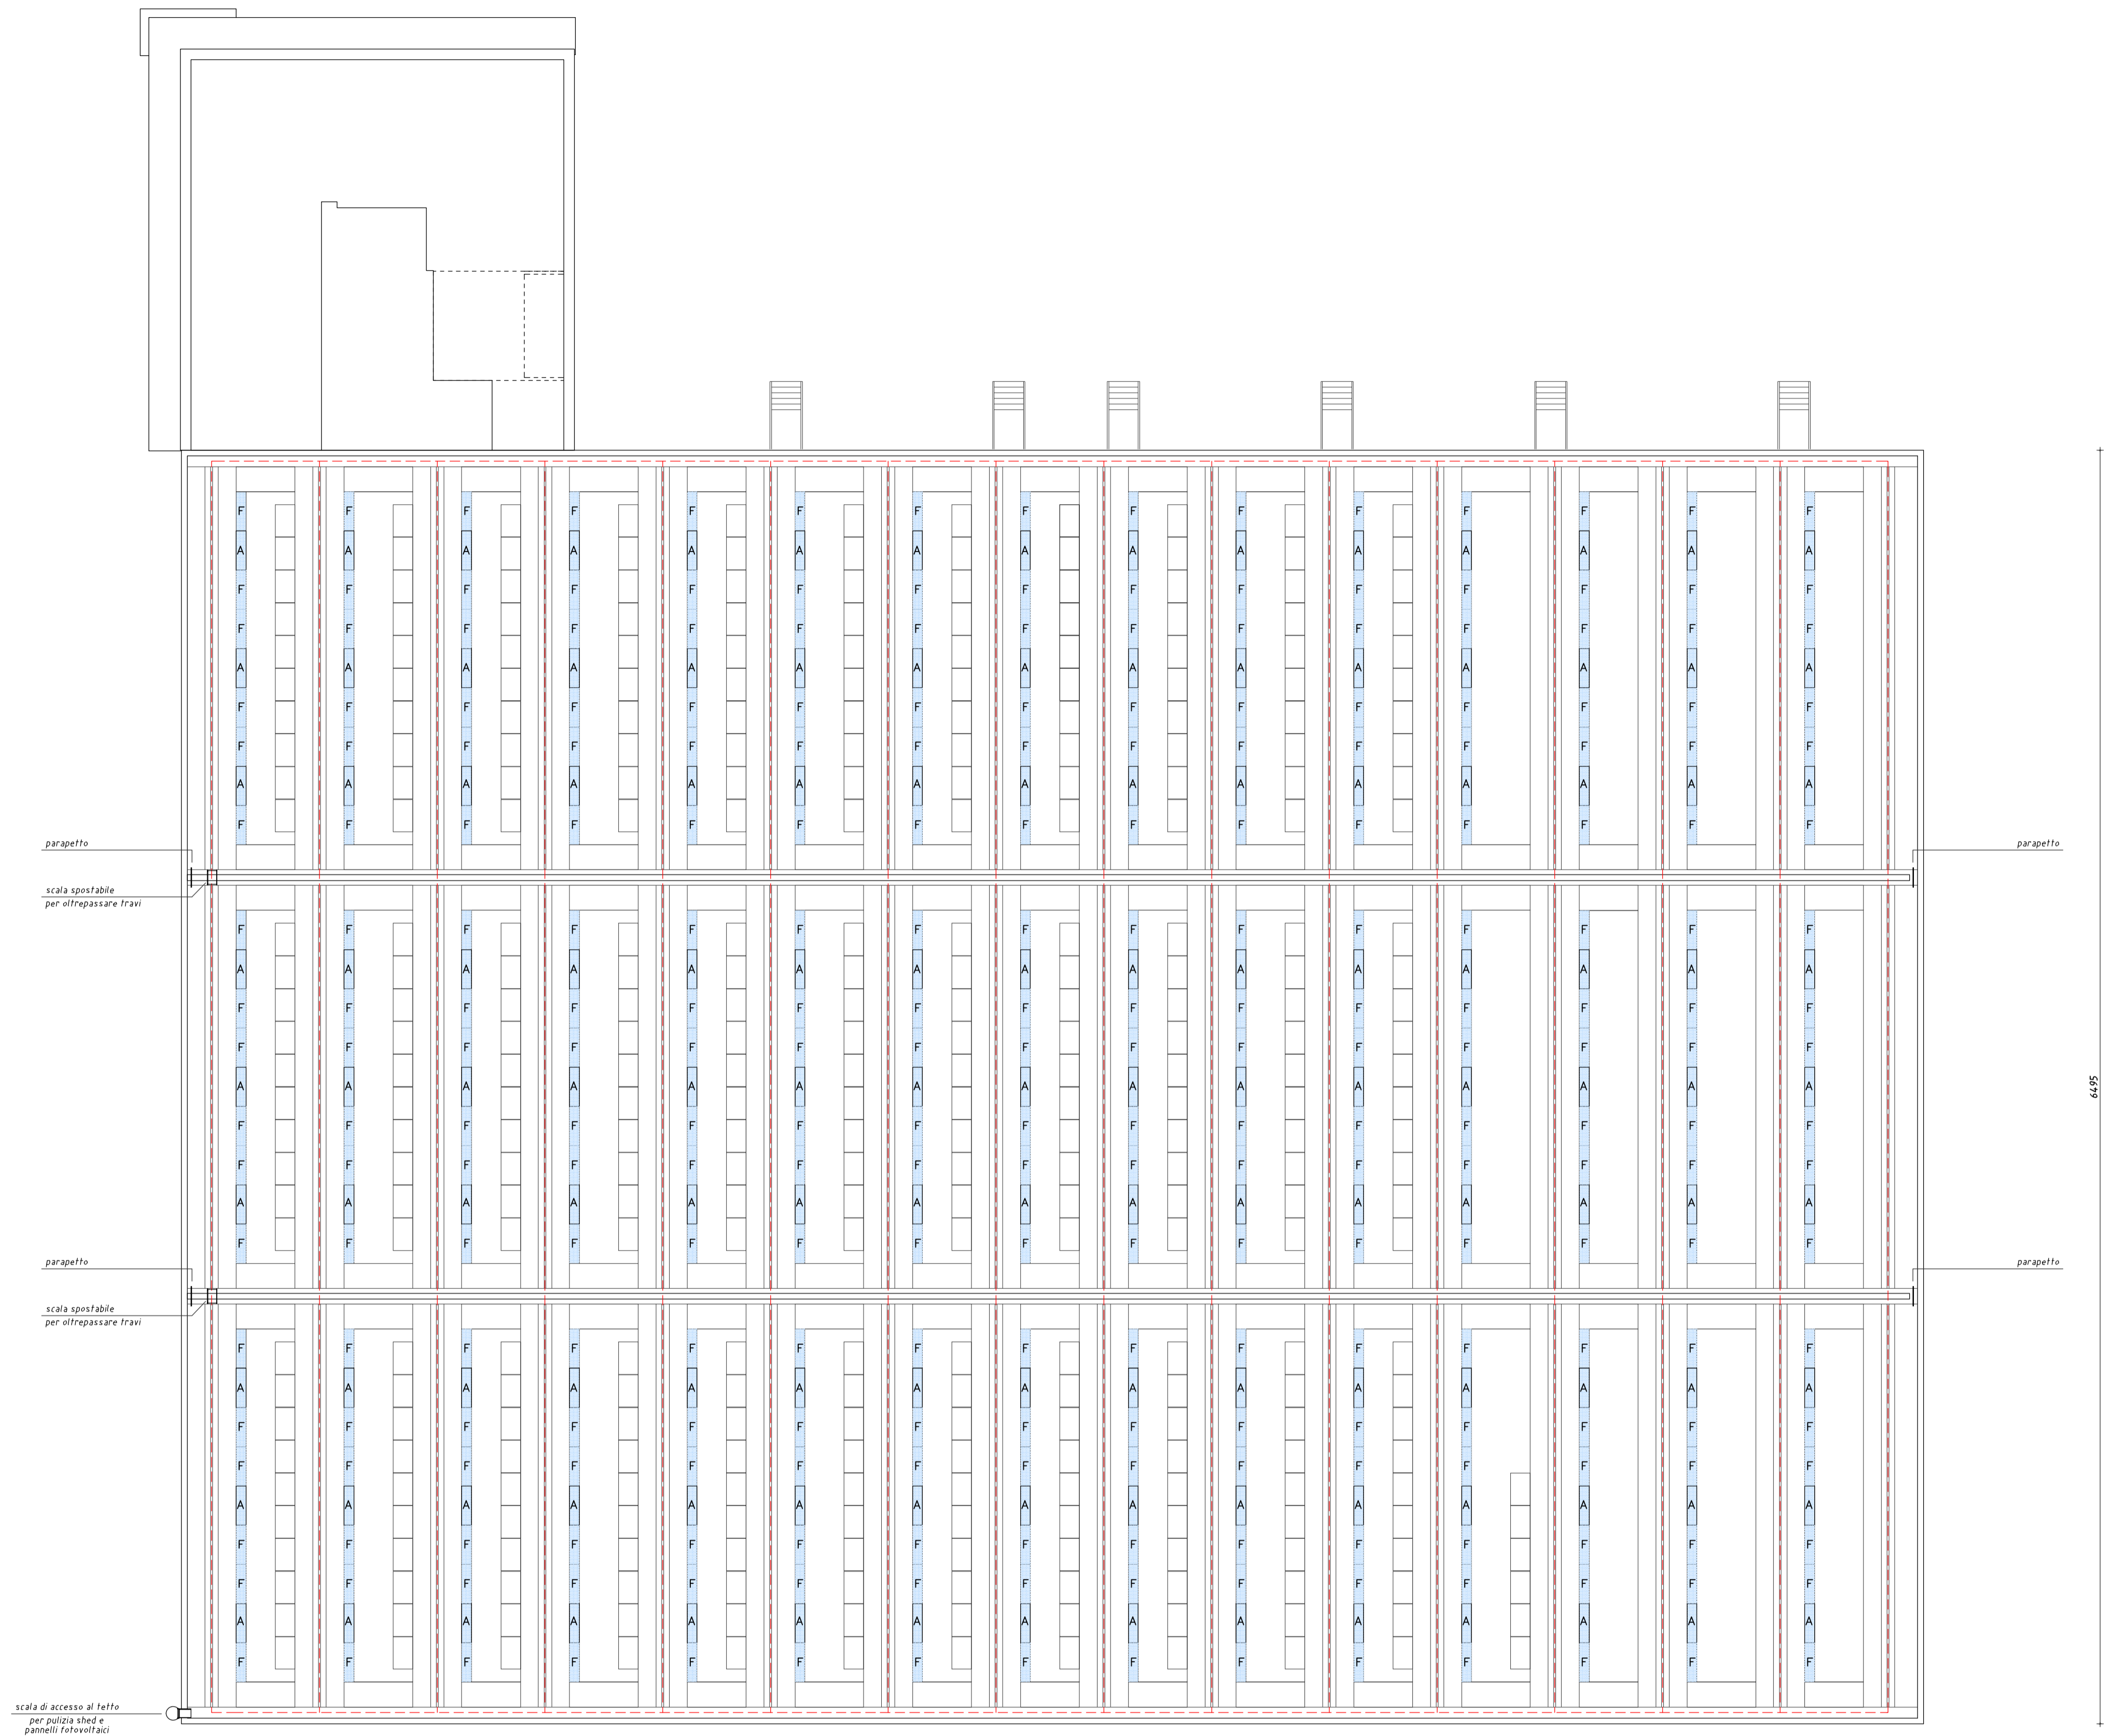 F F F F F F F F F F F F F F F
A A A A A A A A A A A A A A A
F F F F F F F F F F F F F F F
F F F F F F F F F F F F F F F
A A A A A A A A A A A A A A A
F F F F F F F F F F F F F F F
F F F F F F F F F F F F F F F
A A A A A A A A A A A A A A A
F F F F F F F F F F F F F F F
parapetto
parapetto
scala spostabile
per oltrepassare travi
F F F F F F F F F F F F F F F
A A A A A A A A A A A A A A A
F F F F F F F F F F F F F F F
F F F F F F F F F F F F F F F
A A A A A A A A A A A A A A A
6495
F F F F F F F F F F F F F F F
F F F F F F F F F F F F F F F
A A A A A A A A A A A A A A A
F F F F F F F F F F F F F F F
parapetto
parapetto
scala spostabile
per oltrepassare travi
F F F F F F F F F F F F F F F
A A A A A A A A A A A A A A A
F F F F F F F F F F F F F F F
F F F F F F F F F F F F F F F
A A A A A A A A A A A A A A A
F F F F F F F F F F F F F F F
F F F F F F F F F F F F F F F
A A A A A A A A A A A A A A A
F F F F F F F F F F F F F F F
scala di accesso al tetto
per pulizia shed e
pannelli fotovoltaici